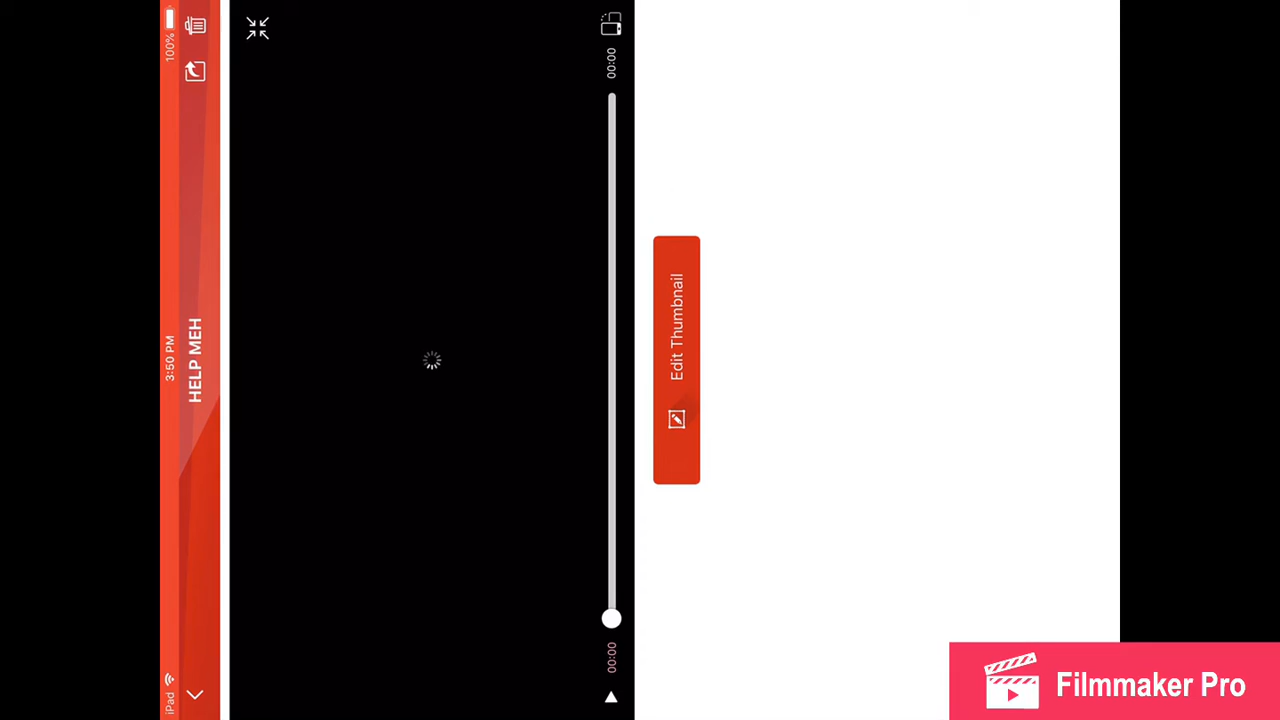 iPad 3:50 PM 100%
HELP MEH
00:00 00:00
Edit Thumbnail
Filmmaker Pro